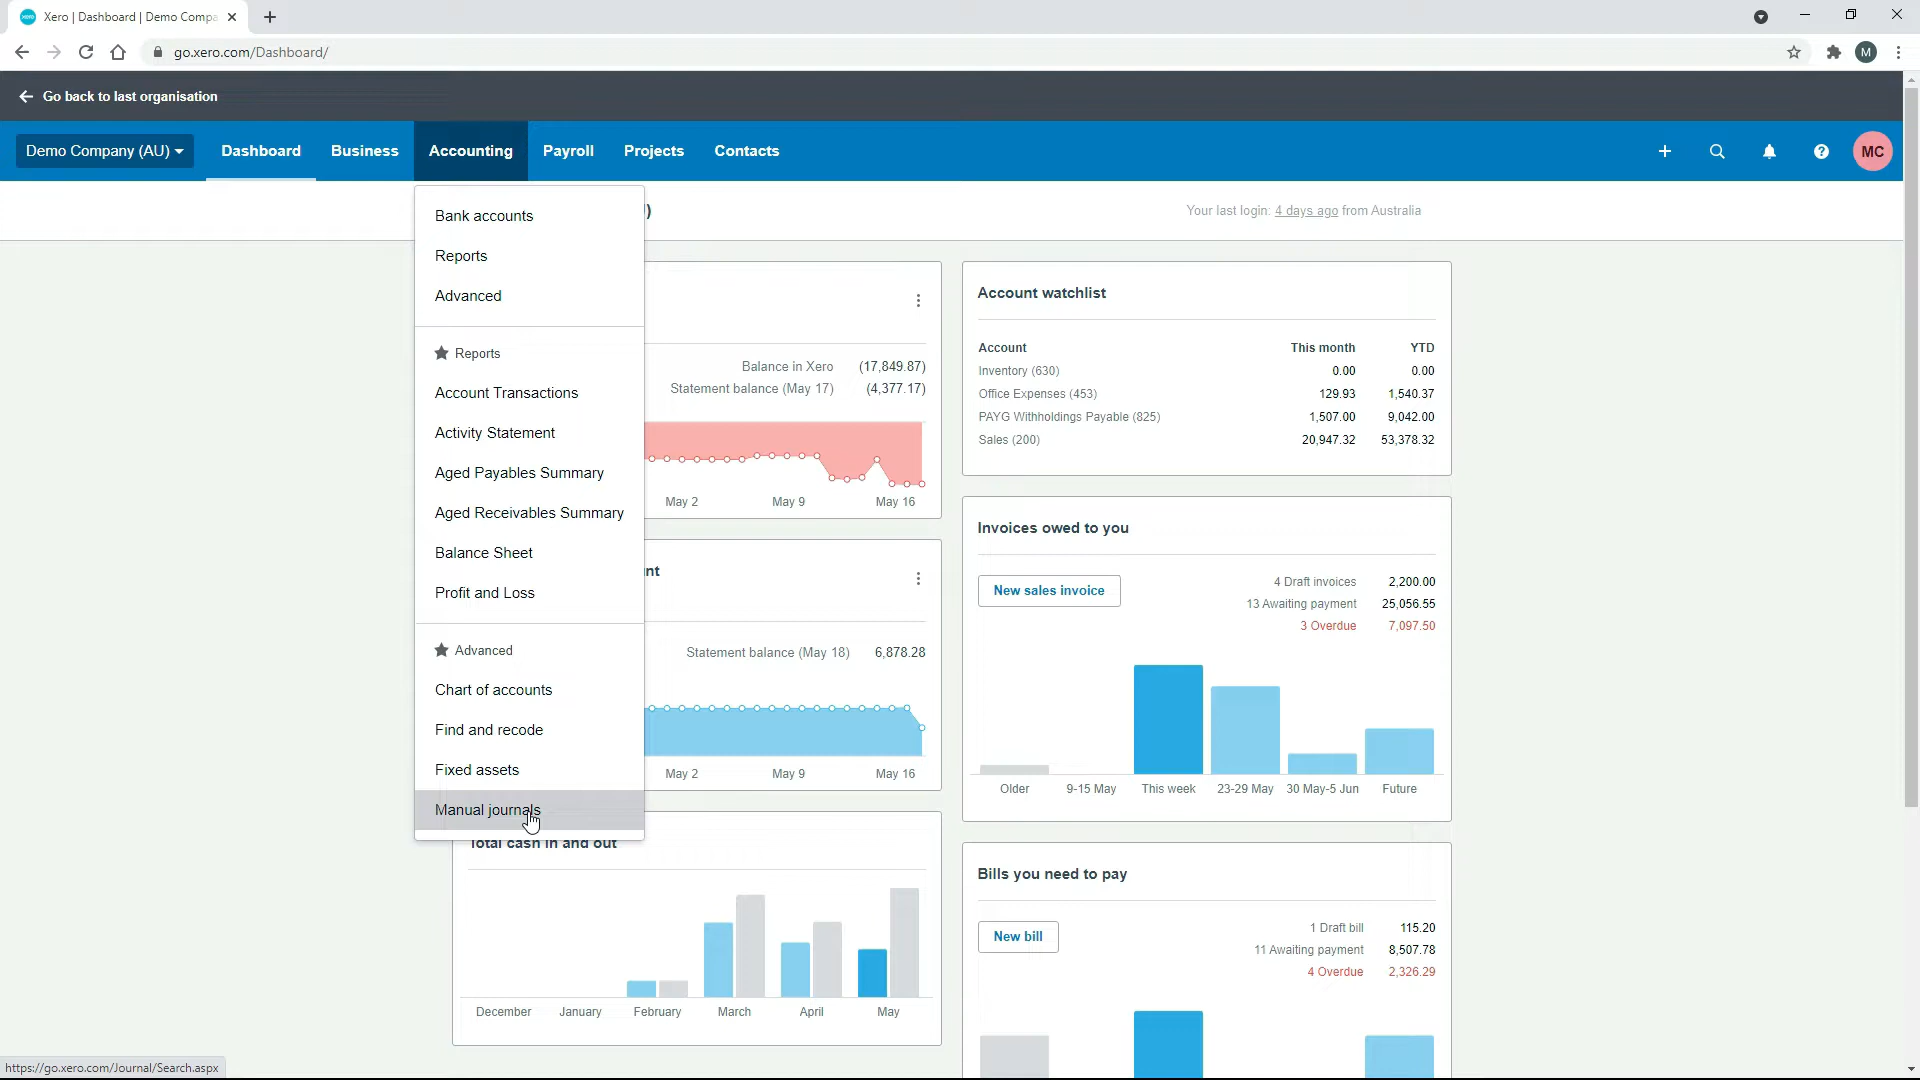 Xero | Dashboard | Demo Compa
go.xero.com/Dashboard/
M
Go back to last organisation
Demo Company (AU)
Dashboard
Business
Accounting
Payroll
Projects
Contacts
MC
Your last login: 4 days ago from Australia
Bank accounts
Reports
Advanced
Reports
Account Transactions
Activity Statement
Aged Payables Summary
Aged Receivables Summary
Balance Sheet
Profit and Loss
Advanced
Chart of accounts
Find and recode
Fixed assets
Manual journals
Balance in Xero (17,849.87)
Statement balance (May 17) (4,377.17)
May 2 May 9 May 16
nt
Statement balance (May 18) 6,878.28
May 2 May 9 May 16
Total cash in and out
December January February March April May
Account watchlist
Account This month YTD
Inventory (630) 0.00 0.00
Office Expenses (453) 129.93 1,540.37
PAYG Withholdings Payable (825) 1,507.00 9,042.00
Sales (200) 20,947.32 53,378.32
Invoices owed to you
New sales invoice
4 Draft invoices 2,200.00
13 Awaiting payment 25,056.55
3 Overdue 7,097.50
Older 9-15 May This week 23-29 May 30 May-5 Jun Future
Bills you need to pay
New bill
1 Draft bill 115.20
11 Awaiting payment 8,507.78
4 Overdue 2,326.29
https://go.xero.com/Journal/Search.aspx